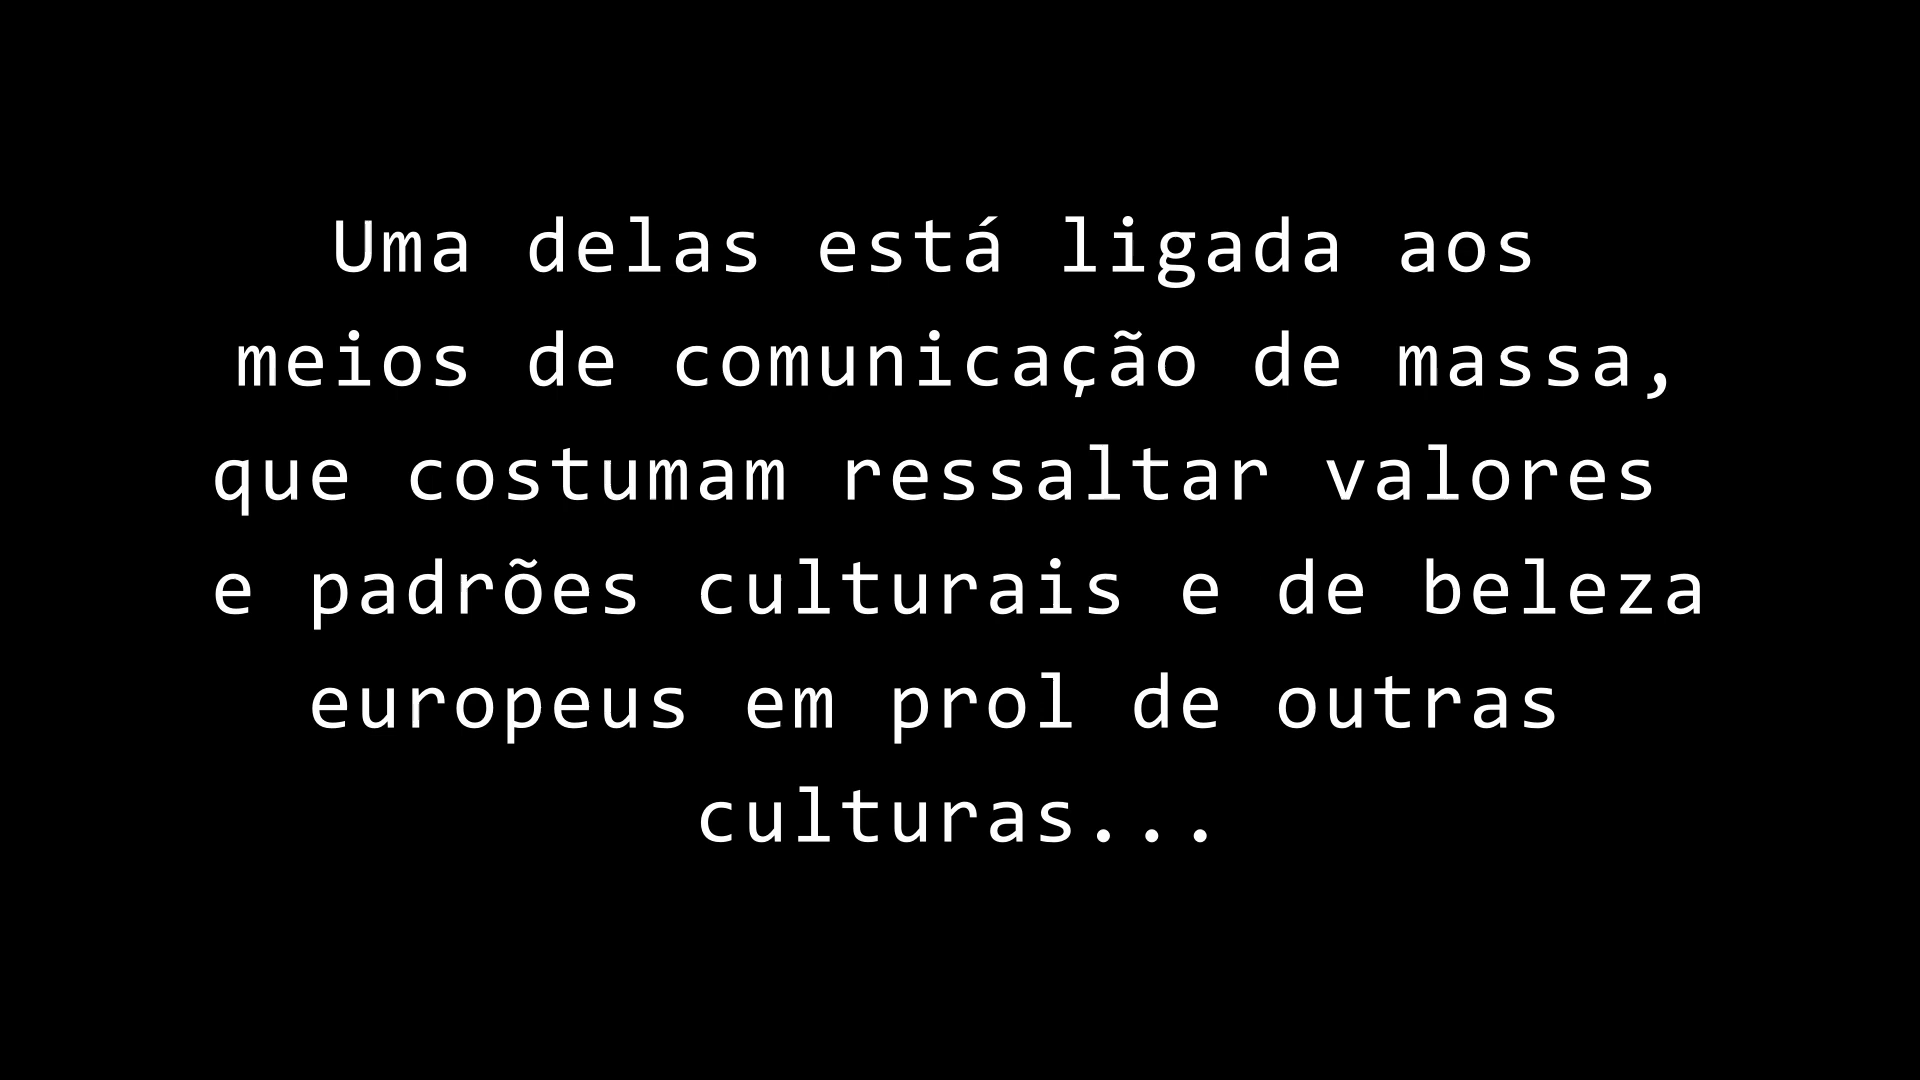 Uma delas está ligada aos
meios de comunicação de massa,
que costumam ressaltar valores
e padrões culturais e de beleza
europeus em prol de outras
culturas...